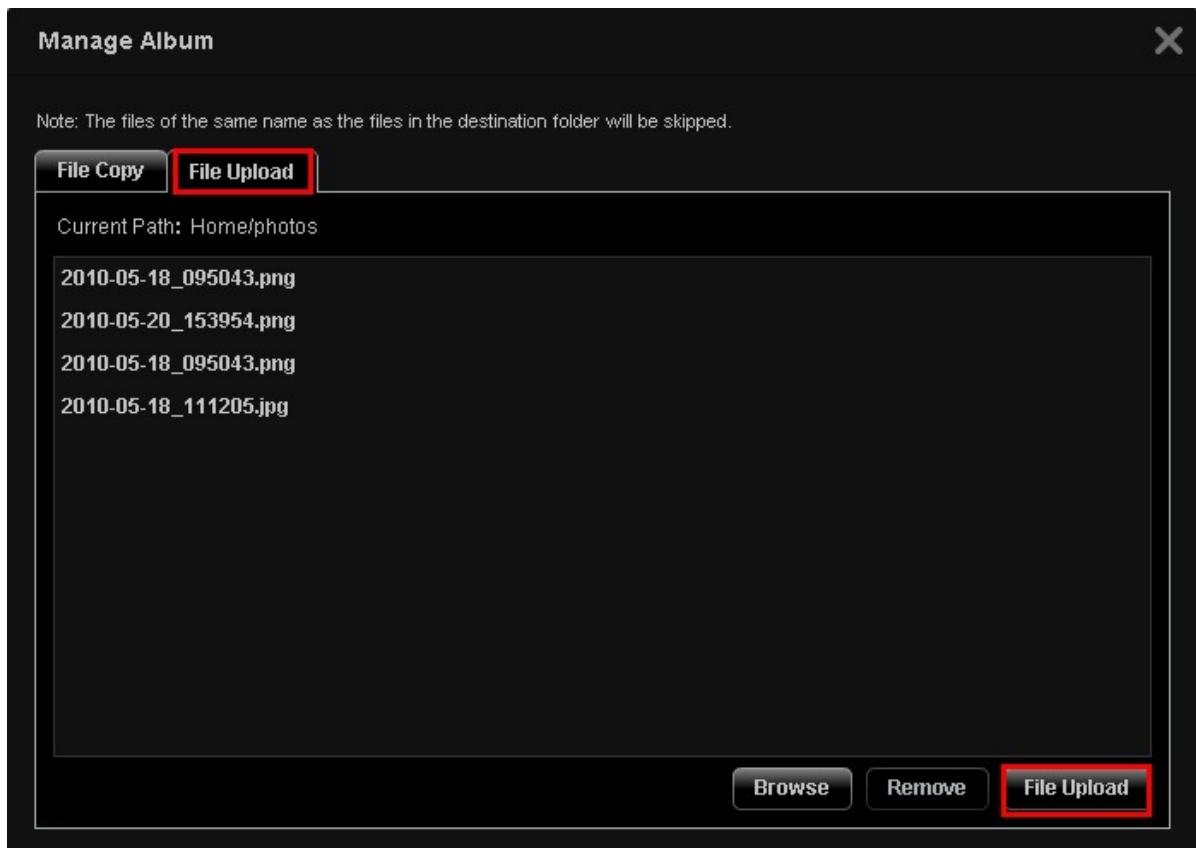 Manage Album
Note: The files of the same name as the files in the destination folder will be skipped.
File Copy File Upload
Current Path: Home/photos
2010-05-18_095043.png
2010-05-20_153954.png
2010-05-18_095043.png
2010-05-18_111205.jpg
Browse Remove File Upload